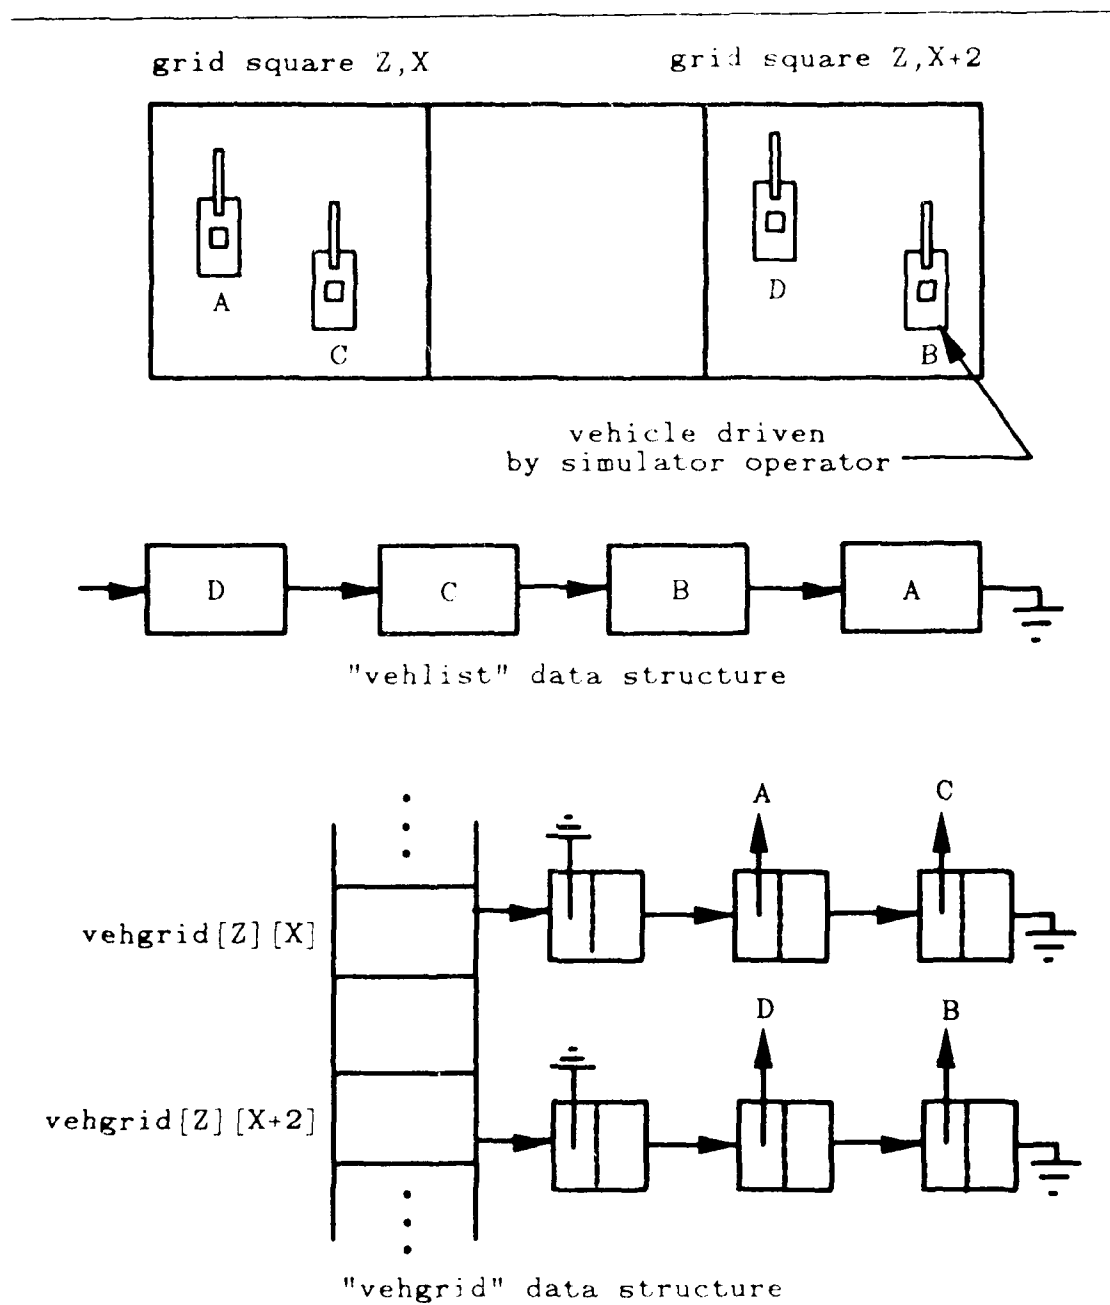 grid square Z,X
grid square Z,X+2
A
C
D
B
vehicle driven
by simulator operator
D
C
B
A
"vehlist" data structure
A
C
vehgrid[Z][X]
D
B
vehgrid[Z][X+2]
"vehgrid" data structure